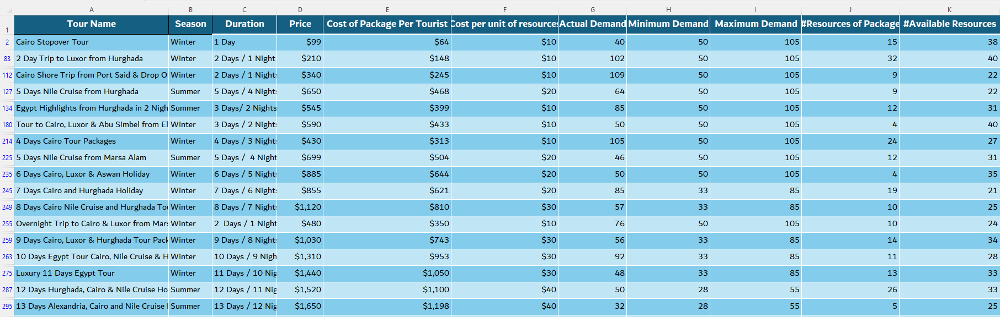 A B C D E F G H I J K
1 Tour Name Season Duration Price Cost of Package Per Tourist Cost per unit of resources Actual Demand Minimum Demand Maximum Demand #Resources of Package #Available Resources
2 Cairo Stopover Tour Winter 1 Day $99 $64 $10 40 50 105 15 38
83 2 Day Trip to Luxor from Hurghada Winter 2 Days / 1 Night $210 $148 $10 102 50 105 32 40
112 Cairo Shore Trip from Port Said & Drop Of Winter 2 Days / 1 Nights $340 $245 $10 109 50 105 9 22
127 5 Days Nile Cruise from Hurghada Summer 5 Days / 4 Nights $650 $468 $20 64 50 105 9 22
134 Egypt Highlights from Hurghada in 2 Nigh Summer 3 Days/ 2 Nights $545 $399 $10 85 50 105 12 31
180 Tour to Cairo, Luxor & Abu Simbel from El Winter 3 Days / 2 Nights $590 $433 $10 50 50 105 4 40
214 4 Days Cairo Tour Packages Winter 4 Days / 3 Nights $430 $313 $10 105 50 105 24 27
225 5 Days Nile Cruise from Marsa Alam Summer 5 Days / 4 Night $699 $504 $20 46 50 105 12 31
235 6 Days Cairo, Luxor & Aswan Holiday Winter 6 Days / 5 Nights $885 $644 $20 50 50 105 4 35
245 7 Days Cairo and Hurghada Holiday Winter 7 Days / 6 Nights $855 $621 $20 85 33 85 19 21
249 8 Days Cairo Nile Cruise and Hurghada Tou Winter 8 Days / 7 Nights $1,120 $810 $30 57 33 85 10 25
255 Overnight Trip to Cairo & Luxor from Mars Winter 2 Days / 1 Night $480 $350 $10 76 50 105 10 24
259 9 Days Cairo, Luxor & Hurghada Tour Pack Winter 9 Days / 8 Nights $1,030 $743 $30 56 33 85 14 34
263 10 Days Egypt Tour Cairo, Nile Cruise & H Winter 10 Days / 9 Nigh $1,310 $953 $30 92 33 85 11 28
275 Luxury 11 Days Egypt Tour Winter 11 Days / 10 Nig $1,440 $1,050 $30 48 33 85 13 33
287 12 Days Hurghada, Cairo & Nile Cruise Ho Summer 12 Days / 11 Nig $1,520 $1,100 $40 50 28 55 26 33
295 13 Days Alexandria, Cairo and Nile Cruise Summer 13 Days / 12 Nig $1,650 $1,198 $40 32 28 55 5 25